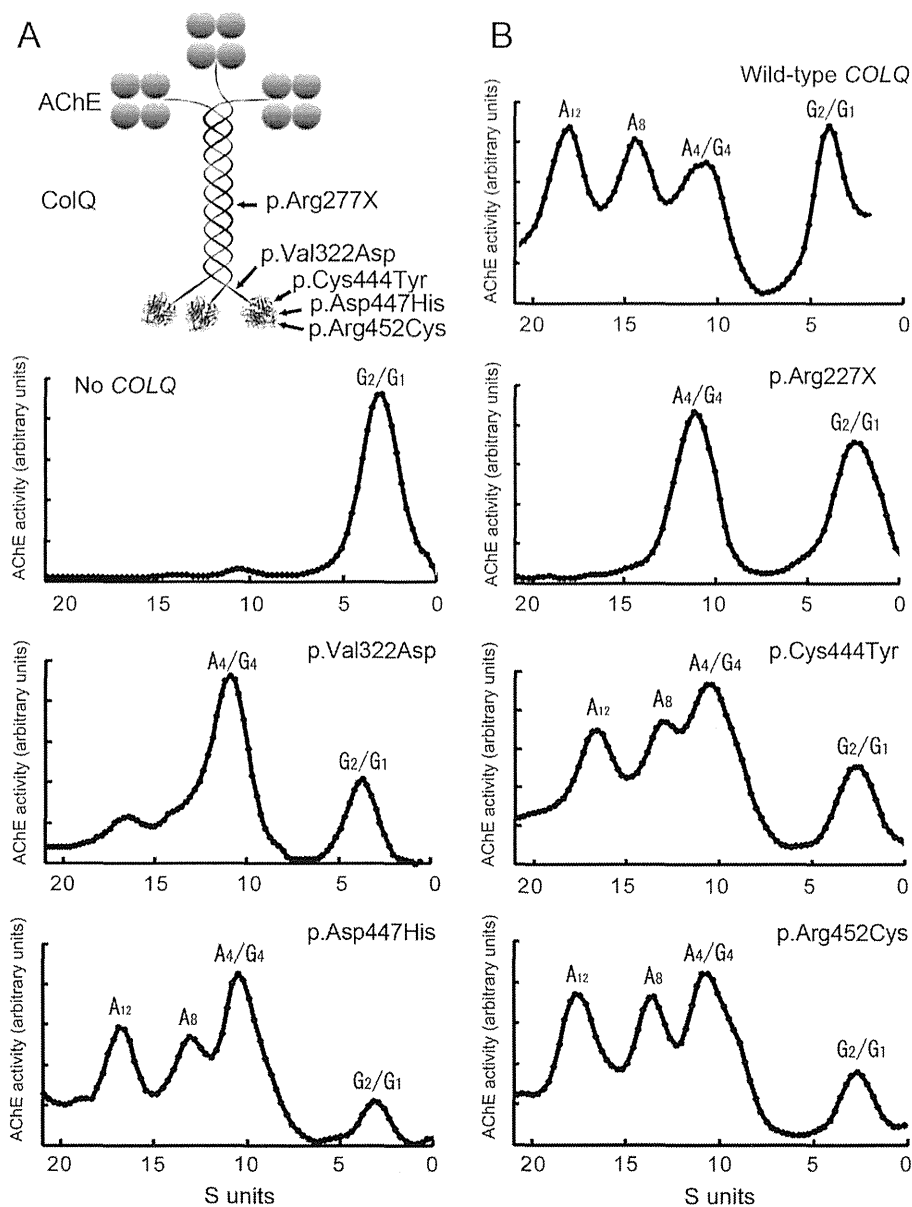 A
AChE
ColQ
p.Arg277X
p.Val322Asp
p.Cys444Tyr
p.Asp447His
p.Arg452Cys
B
Wild-type COLQ
AChE activity (arbitrary units)
A12
A8
A4/G4
G2/G1
20 15 10 5 0
No COLQ
AChE activity (arbitrary units)
G2/G1
20 15 10 5 0
p.Arg227X
AChE activity (arbitrary units)
A4/G4
G2/G1
20 15 10 5 0
p.Val322Asp
AChE activity (arbitrary units)
A4/G4
G2/G1
20 15 10 5 0
p.Cys444Tyr
AChE activity (arbitrary units)
A12
A8
A4/G4
G2/G1
20 15 10 5 0
p.Asp447His
AChE activity (arbitrary units)
A12
A8
A4/G4
G2/G1
20 15 10 5 0
S units
p.Arg452Cys
AChE activity (arbitrary units)
A12
A8
A4/G4
G2/G1
20 15 10 5 0
S units